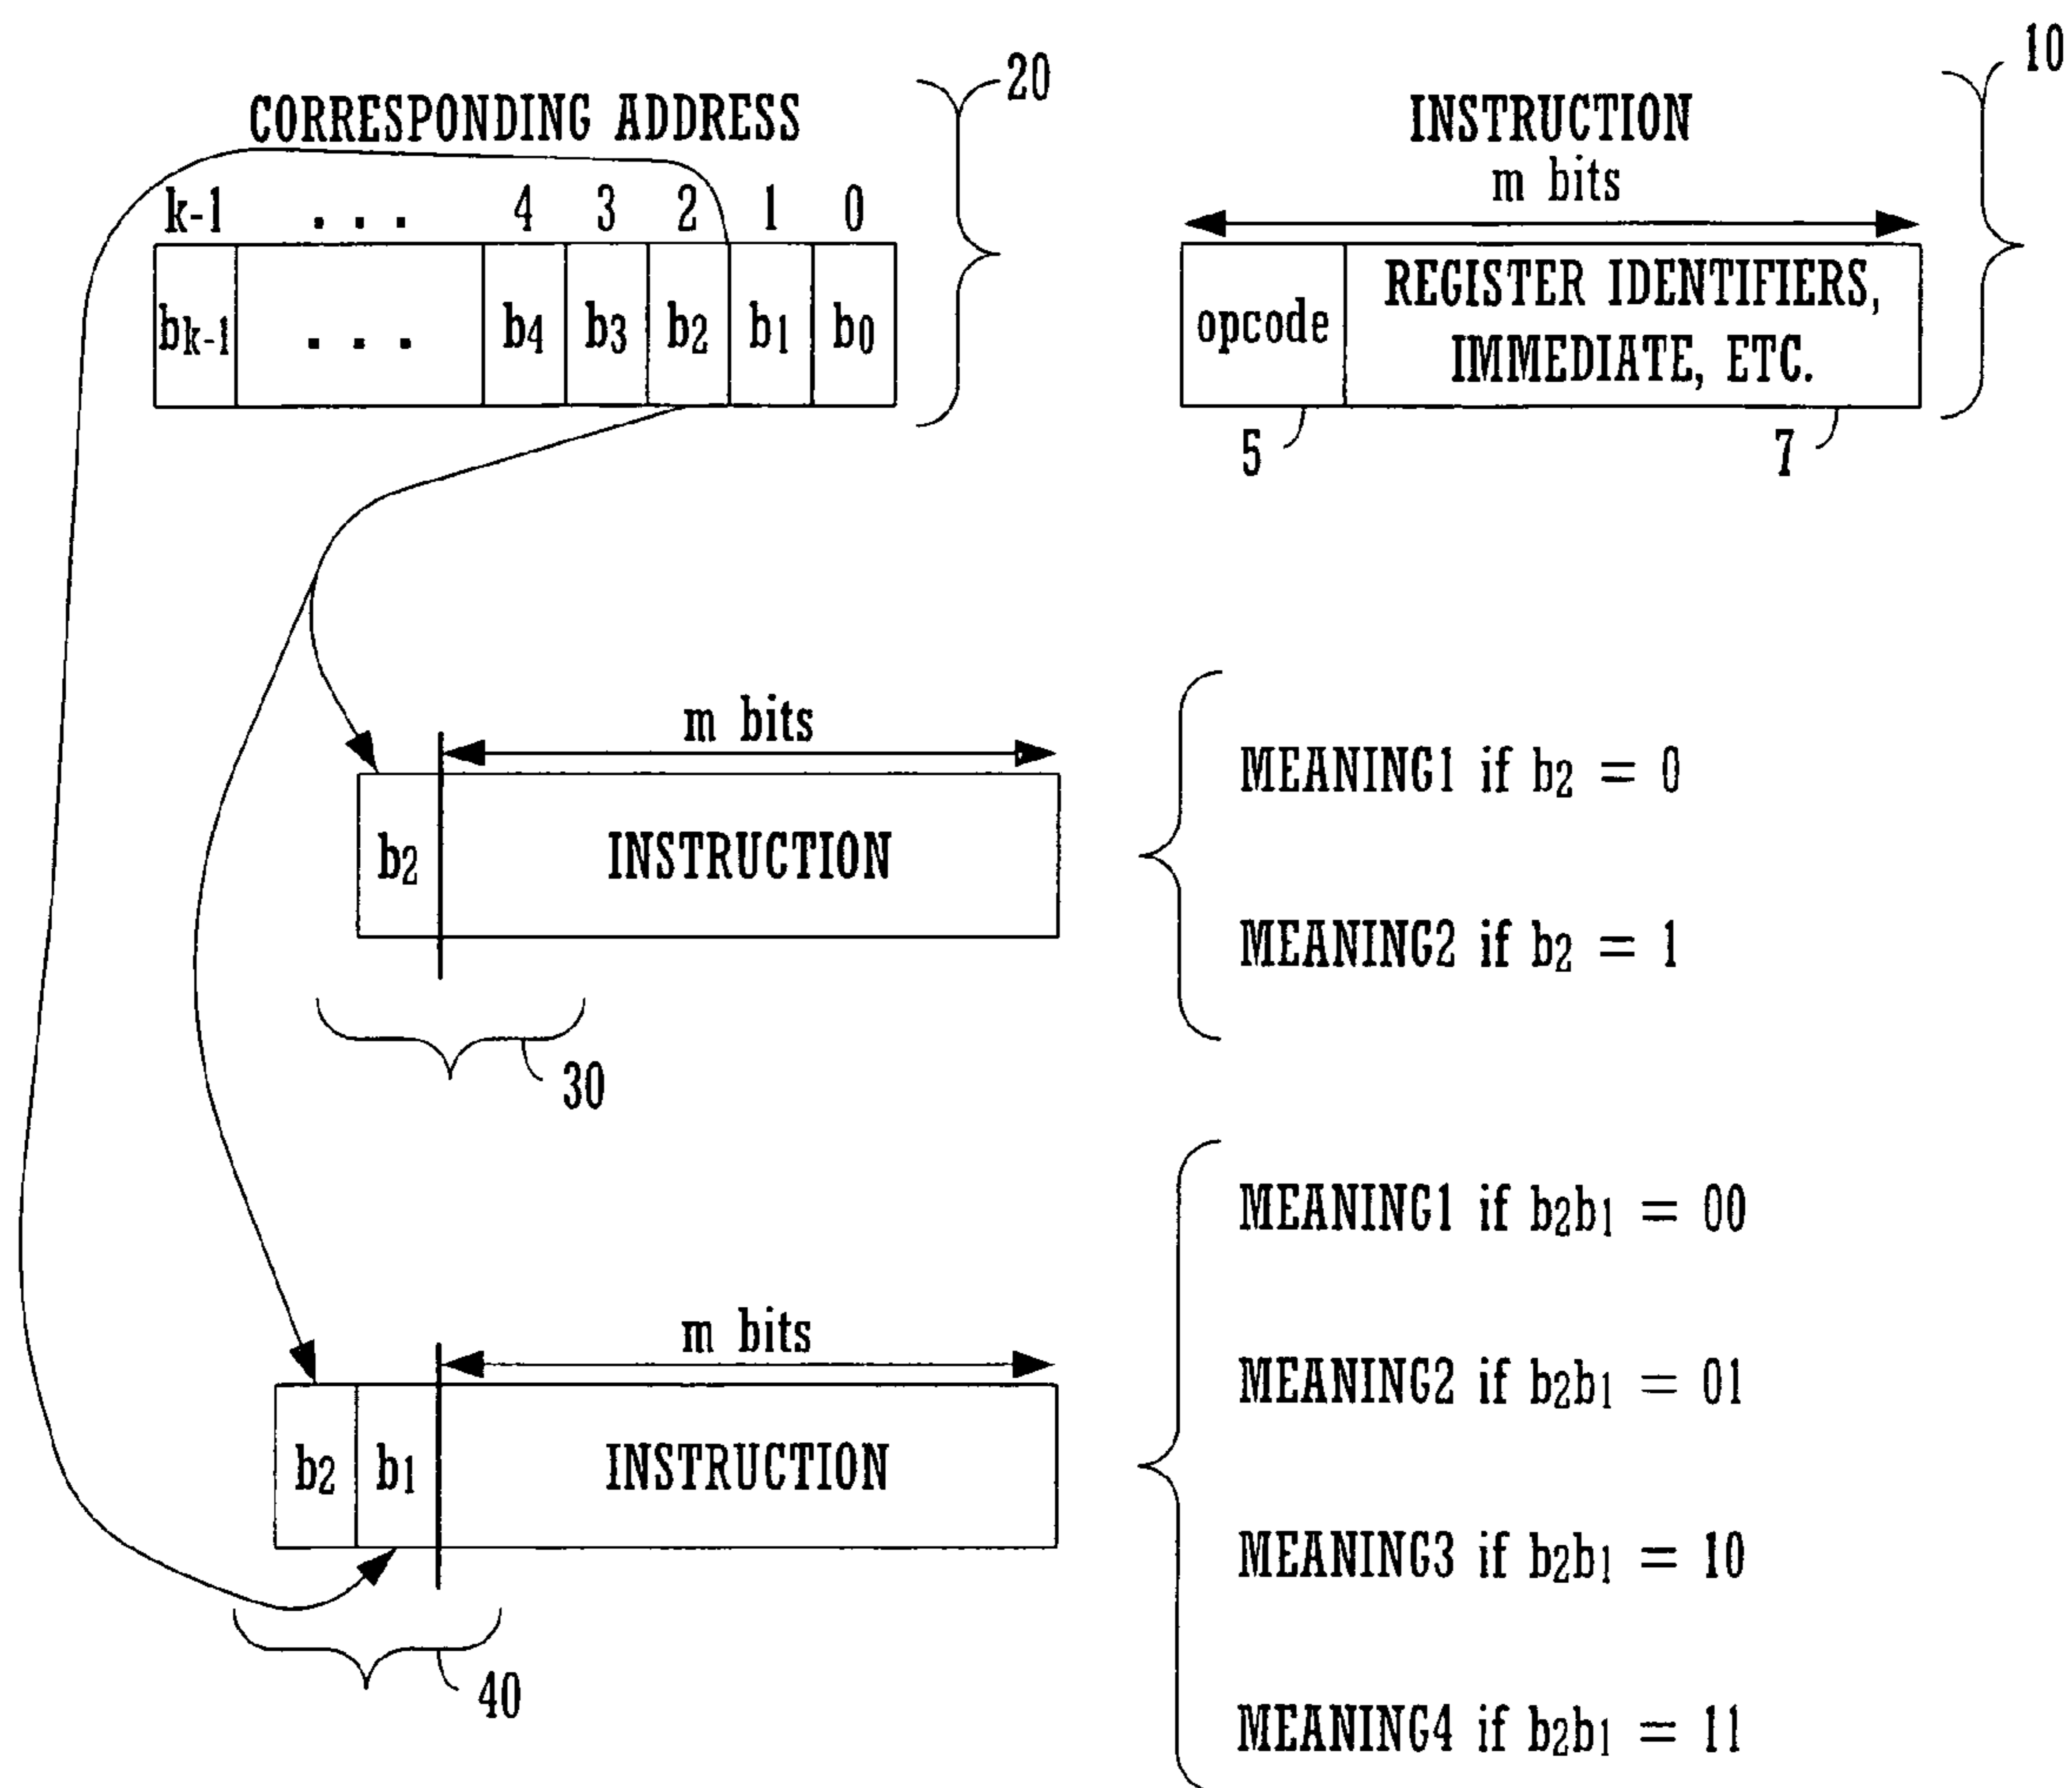 20
10
CORRESPONDING ADDRESS
INSTRUCTION
m bits
k-1 ... 4 3 2 1 0
bk-1 ... b4 b3 b2 b1 b0
opcode
REGISTER IDENTIFIERS,
IMMEDIATE, ETC.
5
7
m bits
b2
INSTRUCTION
30
MEANING1 if b2 = 0
MEANING2 if b2 = 1
m bits
b2 b1
INSTRUCTION
40
MEANING1 if b2b1 = 00
MEANING2 if b2b1 = 01
MEANING3 if b2b1 = 10
MEANING4 if b2b1 = 11